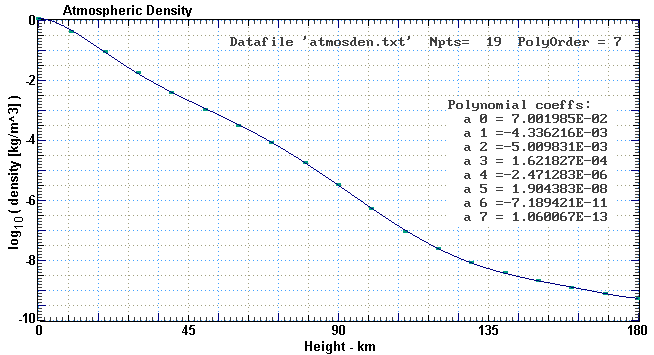 Atmospheric Density
Datafile 'atmosden.txt' Npts= 19 PolyOrder = 7
Polynomial coeffs:
a 0 = 7.001985E-02
a 1 =-4.336216E-03
a 2 =-5.009831E-03
a 3 = 1.621827E-04
a 4 =-2.471283E-06
a 5 = 1.904383E-08
a 6 =-7.189421E-11
a 7 = 1.060067E-13
log10 ( density [kg/m^3] )
0
-2
-4
-6
-8
-10
0 45 90 135 180
Height - km